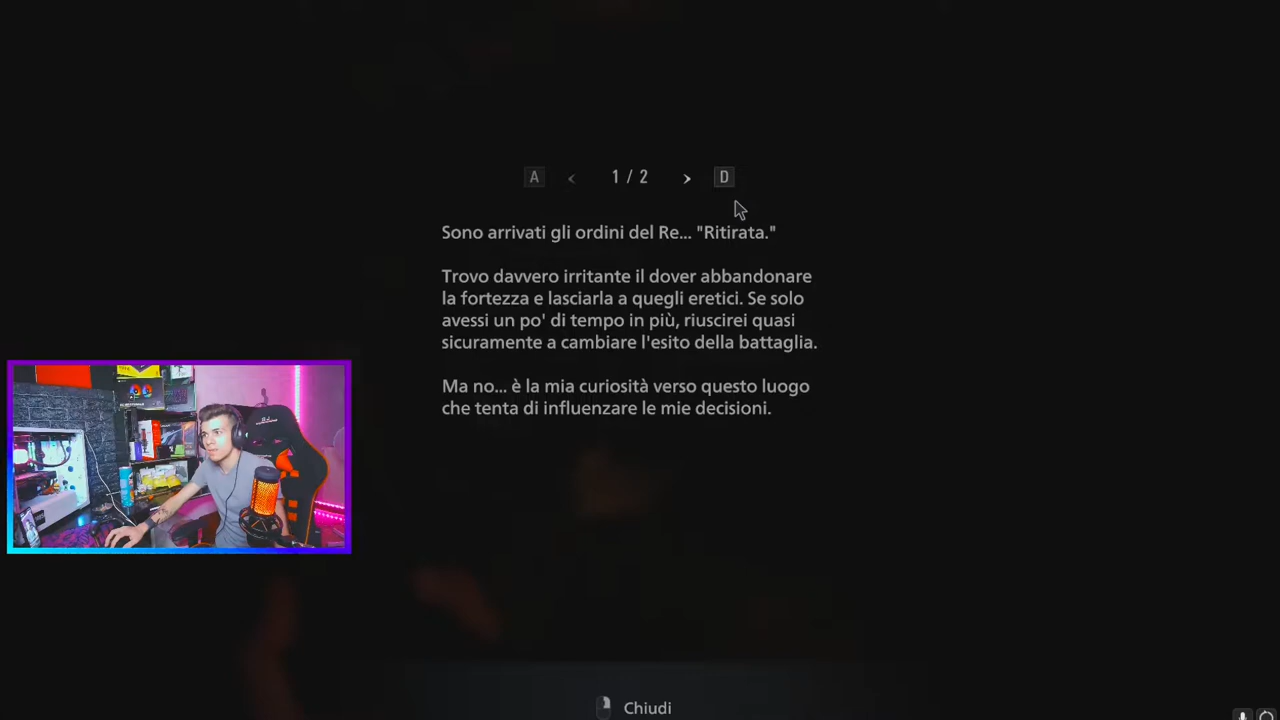 A < 1 / 2 > D
Sono arrivati gli ordini del Re... "Ritirata."
Trovo davvero irritante il dover abbandonare
la fortezza e lasciarla a quegli eretici. Se solo
avessi un po' di tempo in più, riuscirei quasi
sicuramente a cambiare l'esito della battaglia.
Ma no... è la mia curiosità verso questo luogo
che tenta di influenzare le mie decisioni.
Chiudi